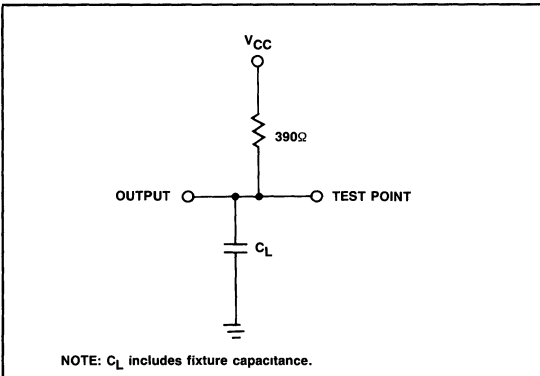 VCC
390Ω
OUTPUT
TEST POINT
CL
NOTE: CL includes fixture capacitance.